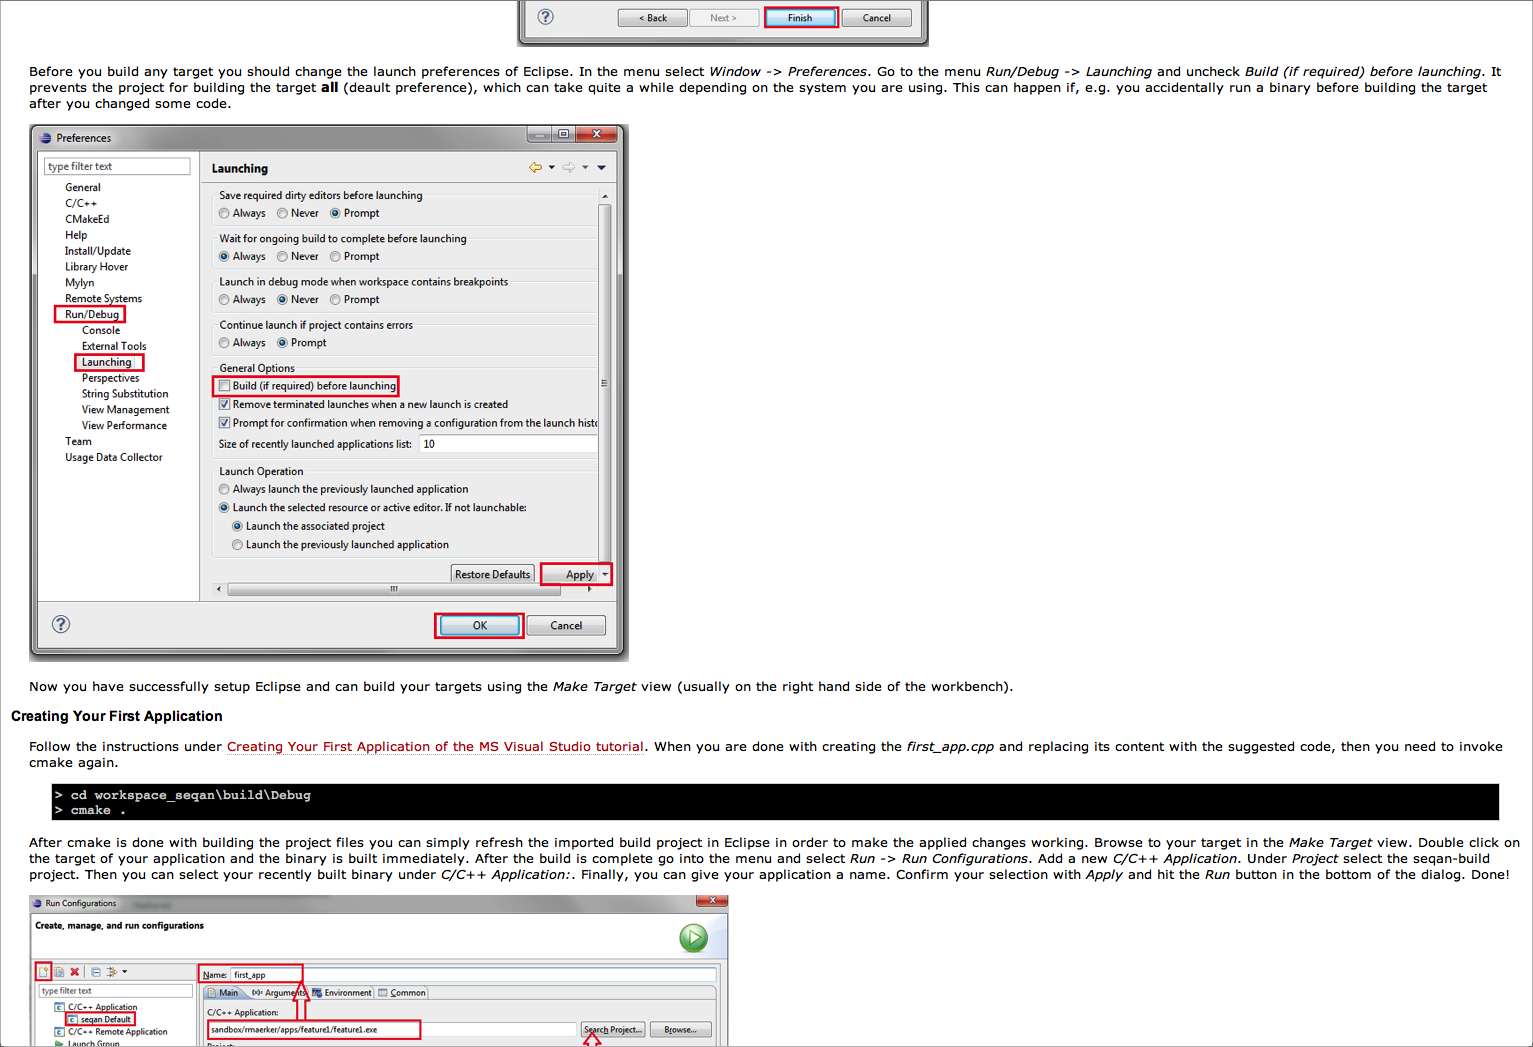 < Back Next > Finish Cancel
Before you build any target you should change the launch preferences of Eclipse. In the menu select Window -> Preferences. Go to the menu Run/Debug -> Launching and uncheck Build (if required) before launching. It
prevents the project for building the target all (deault preference), which can take quite a while depending on the system you are using. This can happen if, e.g. you accidentally run a binary before building the target
after you changed some code.
Preferences
type filter text
General
C/C++
CMakeEd
Help
Install/Update
Library Hover
Mylyn
Remote Systems
Run/Debug
Console
External Tools
Launching
Perspectives
String Substitution
View Management
View Performance
Team
Usage Data Collector
Launching
Save required dirty editors before launching
Always Never Prompt
Wait for ongoing build to complete before launching
Always Never Prompt
Launch in debug mode when workspace contains breakpoints
Always Never Prompt
Continue launch if project contains errors
Always Prompt
General Options
Build (if required) before launching
Remove terminated launches when a new launch is created
Prompt for confirmation when removing a configuration from the launch histo
Size of recently launched applications list: 10
Launch Operation
Always launch the previously launched application
Launch the selected resource or active editor. If not launchable:
Launch the associated project
Launch the previously launched application
Restore Defaults Apply
OK Cancel
Now you have successfully setup Eclipse and can build your targets using the Make Target view (usually on the right hand side of the workbench).
Creating Your First Application
Follow the instructions under Creating Your First Application of the MS Visual Studio tutorial. When you are done with creating the first_app.cpp and replacing its content with the suggested code, then you need to invoke
cmake again.
> cd workspace_seqan\build\Debug
> cmake .
After cmake is done with building the project files you can simply refresh the imported build project in Eclipse in order to make the applied changes working. Browse to your target in the Make Target view. Double click on
the target of your application and the binary is built immediately. After the build is complete go into the menu and select Run -> Run Configurations. Add a new C/C++ Application. Under Project select the seqan-build
project. Then you can select your recently built binary under C/C++ Application:. Finally, you can give your application a name. Confirm your selection with Apply and hit the Run button in the bottom of the dialog. Done!
Run Configurations
Create, manage, and run configurations
type filter text
C/C++ Application
seqan Default
C/C++ Remote Application
Launch Group
Name: first_app
Main Arguments Environment Common
C/C++ Application:
sandbox/rmaerker/apps/feature1/feature1.exe
Search Project... Browse...
Project: